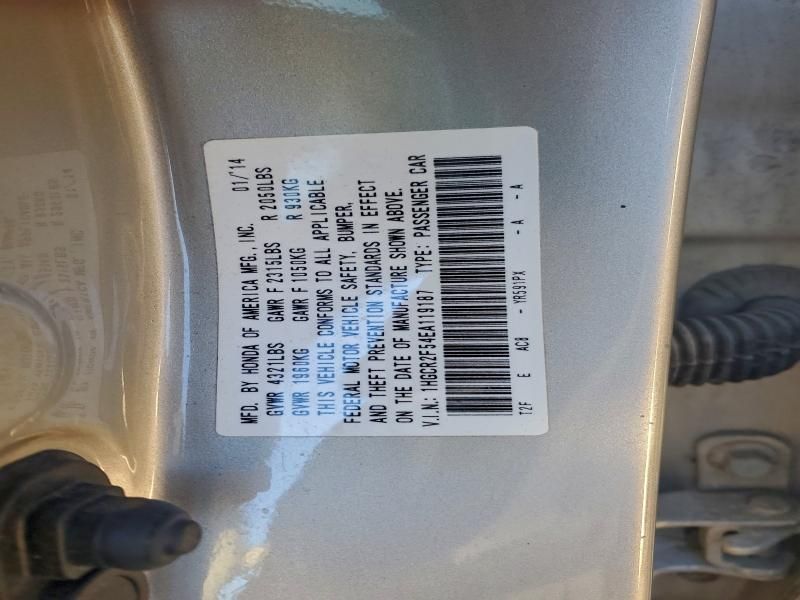 MFD. BY HONDA OF AMERICA MFG., INC. 01/'14
GVWR 4321LBS GAWR F 2315LBS R 2050LBS
GVWR 1960KG GAWR F 1050KG R 930KG
THIS VEHICLE CONFORMS TO ALL APPLICABLE
FEDERAL MOTOR VEHICLE SAFETY, BUMPER,
AND THEFT PREVENTION STANDARDS IN EFFECT
ON THE DATE OF MANUFACTURE SHOWN ABOVE.
V.I.N.: 1HGCR2F54EA119187 TYPE: PASSENGER CAR
T2F E AC8 - YR591PX - A - A